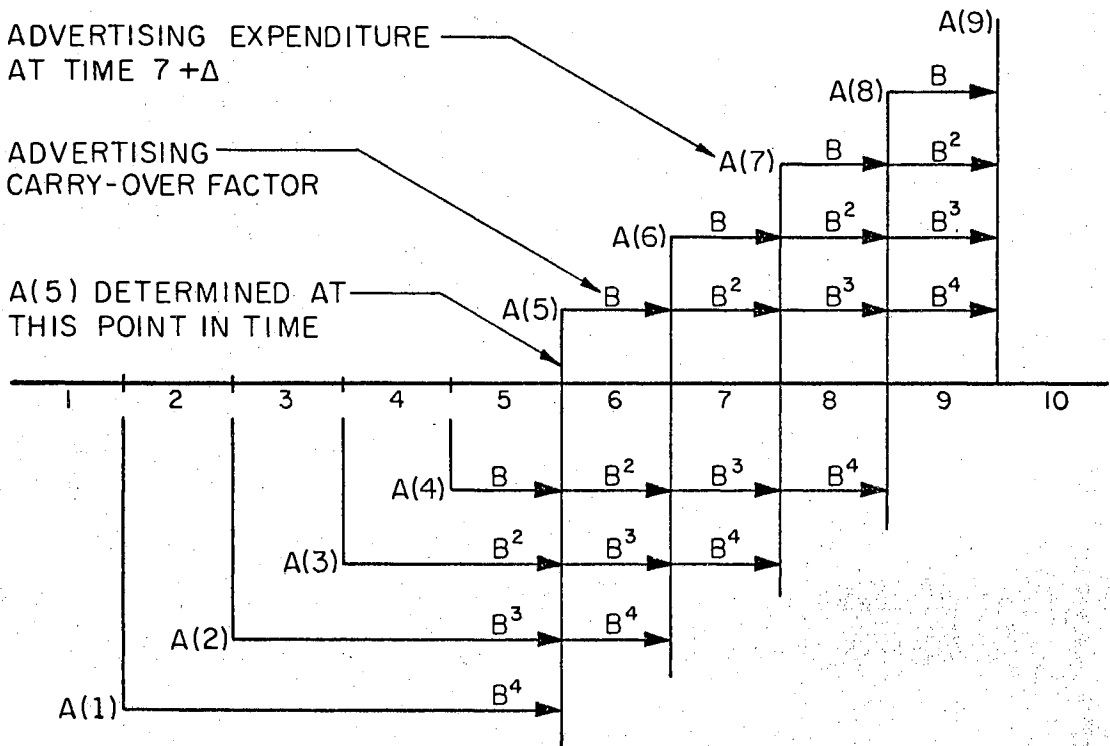 A(9)
ADVERTISING EXPENDITURE
AT TIME 7+Δ
A(8) B
ADVERTISING
CARRY-OVER FACTOR
A(7) B B²
A(6) B B² B³
A(5) DETERMINED AT
THIS POINT IN TIME
A(5) B B² B³ B⁴
1 2 3 4 5 6 7 8 9 10
A(4) B B² B³ B⁴
A(3) B² B³ B⁴
A(2) B³ B⁴
A(1) B⁴